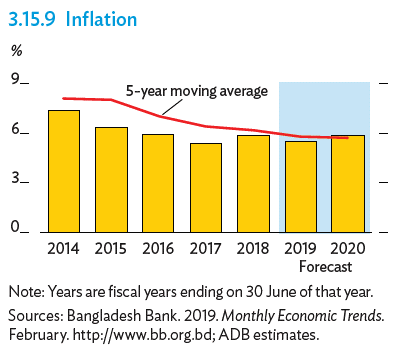 3.15.9 Inflation
%
9
5-year moving average
6
3
0
2014 2015 2016 2017 2018 2019 2020
Forecast
Note: Years are fiscal years ending on 30 June of that year.
Sources: Bangladesh Bank. 2019. Monthly Economic Trends.
February. http://www.bb.org.bd; ADB estimates.